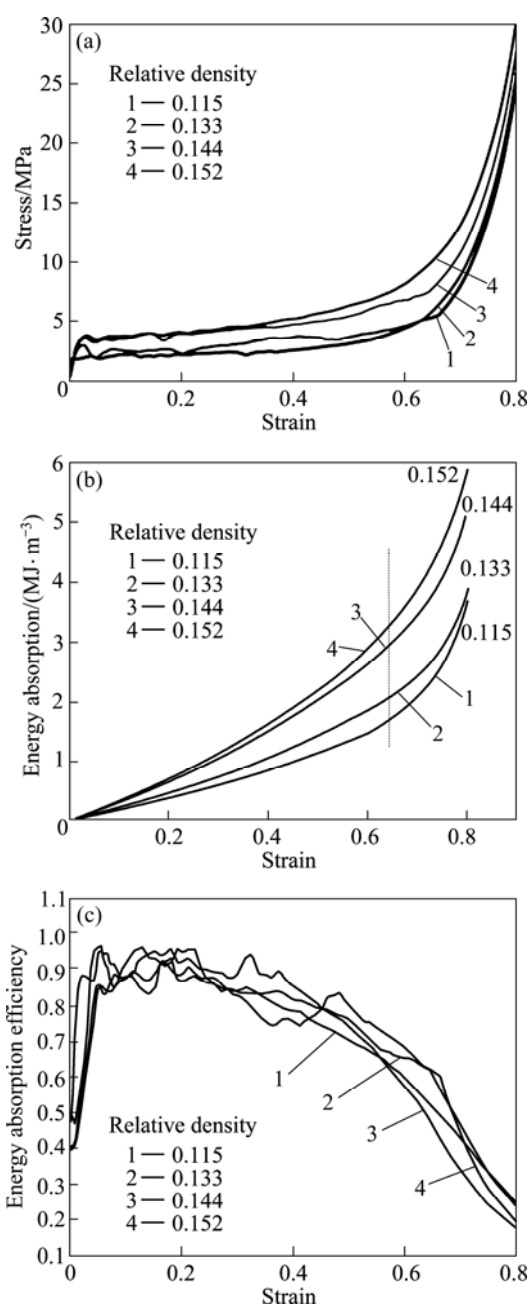 (a)
Relative density
1 — 0.115
2 — 0.133
3 — 0.144
4 — 0.152
30
25
20
15
10
5
0
Stress/MPa
4
3
2
1
0.2
0.4
0.6
0.8
Strain
(b)
Relative density
1 — 0.115
2 — 0.133
3 — 0.144
4 — 0.152
6
5
4
3
2
1
0
Energy absorption/(MJ·m⁻³)
0.152
0.144
0.133
0.115
3
4
1
2
0.2
0.4
0.6
0.8
Strain
(c)
1.1
1.0
0.9
0.8
0.7
0.6
0.5
0.4
0.3
0.2
0.1
Energy absorption efficiency
1
2
3
4
Relative density
1 — 0.115
2 — 0.133
3 — 0.144
4 — 0.152
0
0.2
0.4
0.6
0.8
Strain